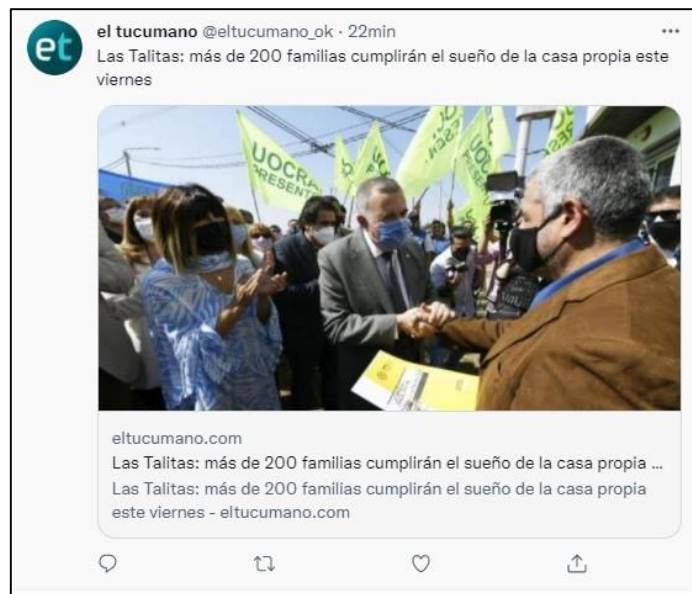 et
el tucumano @eltucumano_ok · 22min
Las Talitas: más de 200 familias cumplirán el sueño de la casa propia este
viernes
UOCRA
PRESENTE
eltucumano.com
Las Talitas: más de 200 familias cumplirán el sueño de la casa propia ...
Las Talitas: más de 200 familias cumplirán el sueño de la casa propia
este viernes - eltucumano.com